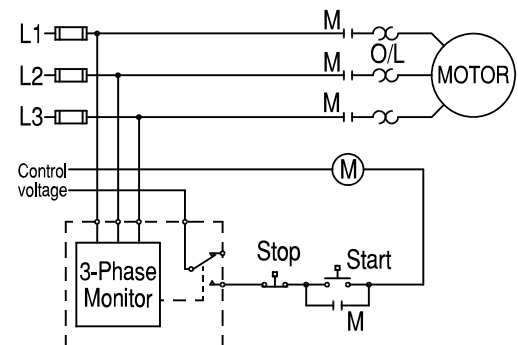 L1
M
L2
M
O/L
MOTOR
L3
M
Control
voltage
M
3-Phase
Monitor
Stop
Start
M